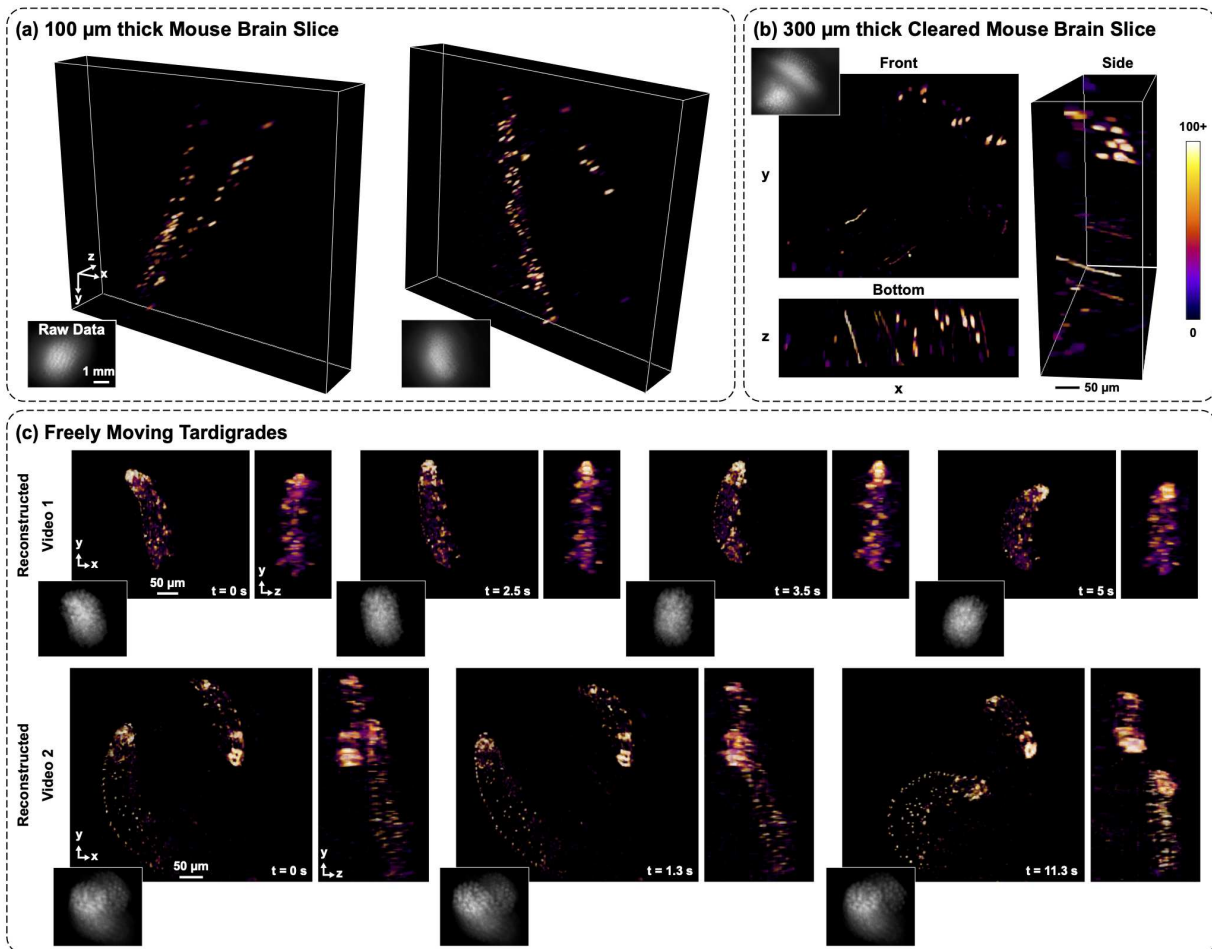 (a) 100 µm thick Mouse Brain Slice
z
x
y
Raw Data
1 mm
(b) 300 µm thick Cleared Mouse Brain Slice
Front
Side
y
100+
0
Bottom
z
x
50 µm
(c) Freely Moving Tardigrades
Reconstructed
Video 1
y
x
50 µm
t = 0 s
y
z
t = 2.5 s
t = 3.5 s
t = 5 s
Reconstructed
Video 2
y
x
50 µm
t = 0 s
y
z
t = 1.3 s
t = 11.3 s